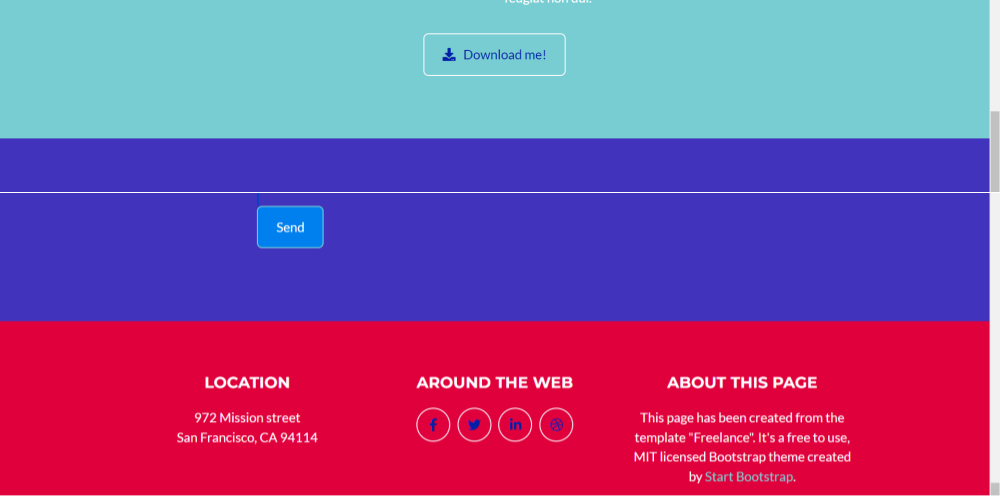 Download me!
Send
LOCATION
972 Mission street
San Francisco, CA 94114
AROUND THE WEB
ABOUT THIS PAGE
This page has been created from the
template "Freelance". It's a free to use,
MIT licensed Bootstrap theme created
by Start Bootstrap.